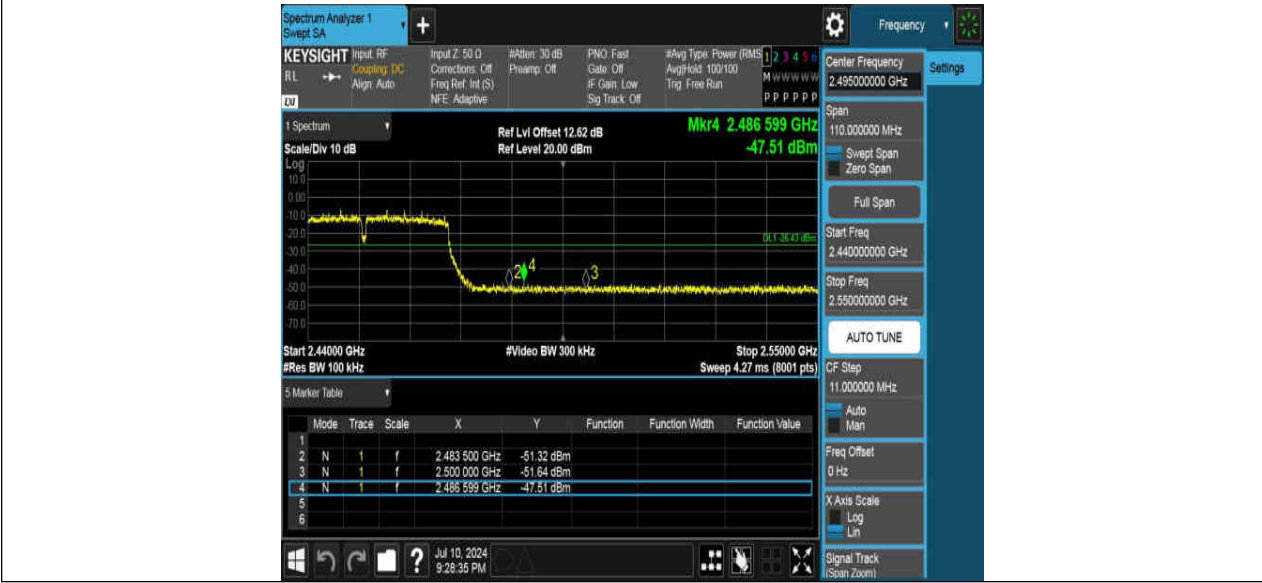 Spectrum Analyzer 1
Swept SA
+
Frequency
KEYSIGHT
RL
LXI
Input: RF
Coupling: DC
Align: Auto
Input Z: 50 Ω
Corrections: Off
Freq Ref: Int (S)
NFE: Adaptive
#Atten: 30 dB
Preamp: Off
PNO: Fast
Gate: Off
IF Gain: Low
Sig Track: Off
#Avg Type: Power (RMS
Avg|Hold: 100/100
Trig: Free Run
1 2 3 4 5 6
M W W W W W
P P P P P P
Center Frequency
2.495000000 GHz
Settings
Span
110.000000 MHz
Swept Span
Zero Span
Full Span
Start Freq
2.440000000 GHz
Stop Freq
2.550000000 GHz
AUTO TUNE
CF Step
11.000000 MHz
Auto
Man
Freq Offset
0 Hz
X Axis Scale
Log
Lin
Signal Track
(Span Zoom)
1 Spectrum
Scale/Div 10 dB
Ref Lvl Offset 12.62 dB
Ref Level 20.00 dBm
Mkr4 2.486 599 GHz
-47.51 dBm
Log
10.0
0.00
-10.0
-20.0
DL1 -26.43 dBm
-30.0
-40.0
2 4 3
-50.0
-60.0
-70.0
Start 2.44000 GHz
#Video BW 300 kHz
Stop 2.55000 GHz
#Res BW 100 kHz
Sweep 4.27 ms (8001 pts)
5 Marker Table
Mode Trace Scale X Y Function Function Width Function Value
1
2 N 1 f 2.483 500 GHz -51.32 dBm
3 N 1 f 2.500 000 GHz -51.64 dBm
4 N 1 f 2.486 599 GHz -47.51 dBm
5
6
?
Jul 10, 2024
9:28:35 PM